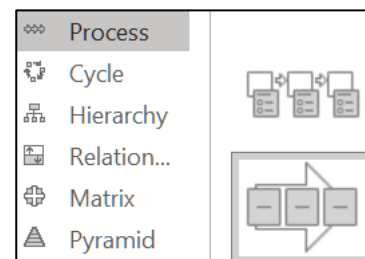 Process
Cycle
Hierarchy
Relation...
Matrix
Pyramid